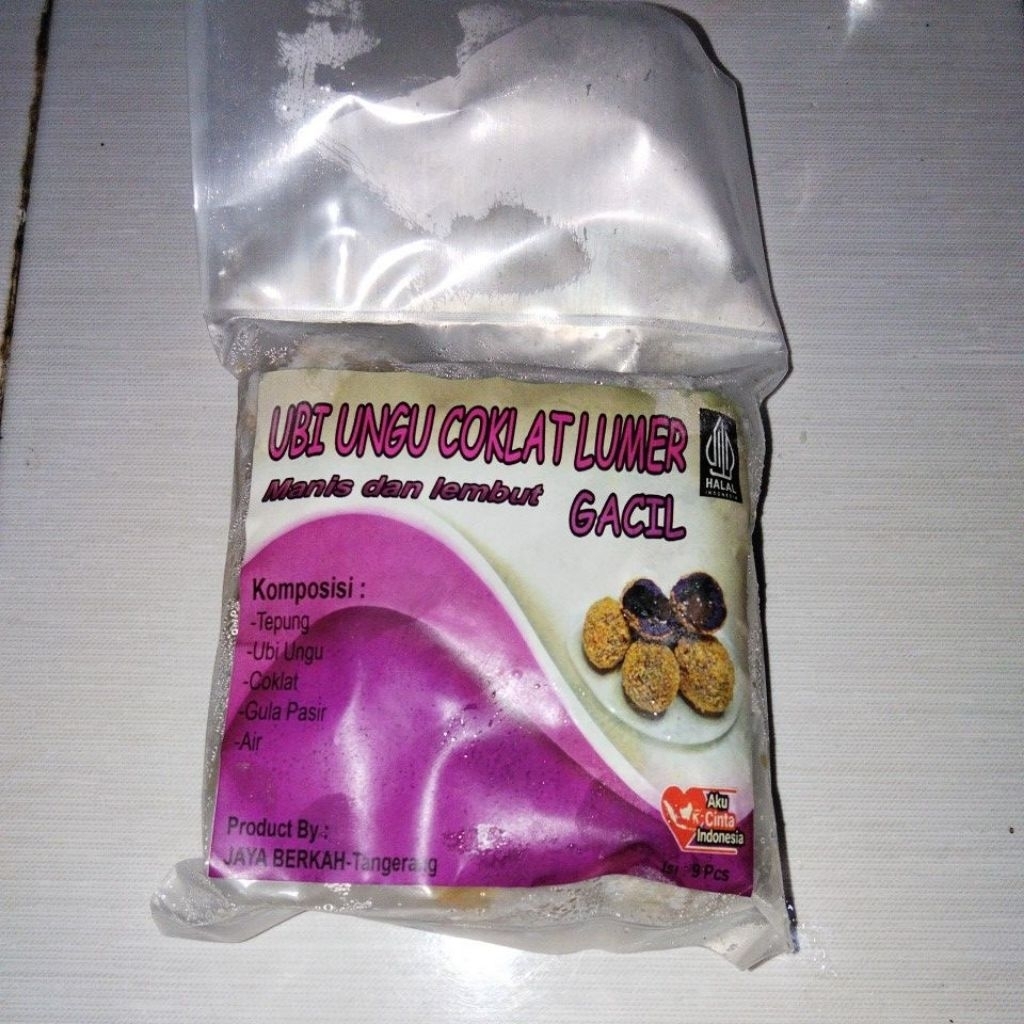 UBI UNGU COKLAT LUMER
Manis dan lembut
GACIL
HALAL
INDONESIA
Komposisi :
-Tepung
-Ubi Ungu
-Coklat
-Gula Pasir
-Air
Aku
Cinta
Indonesia
Product By :
JAYA BERKAH-Tangerang
Isi : 9 Pcs